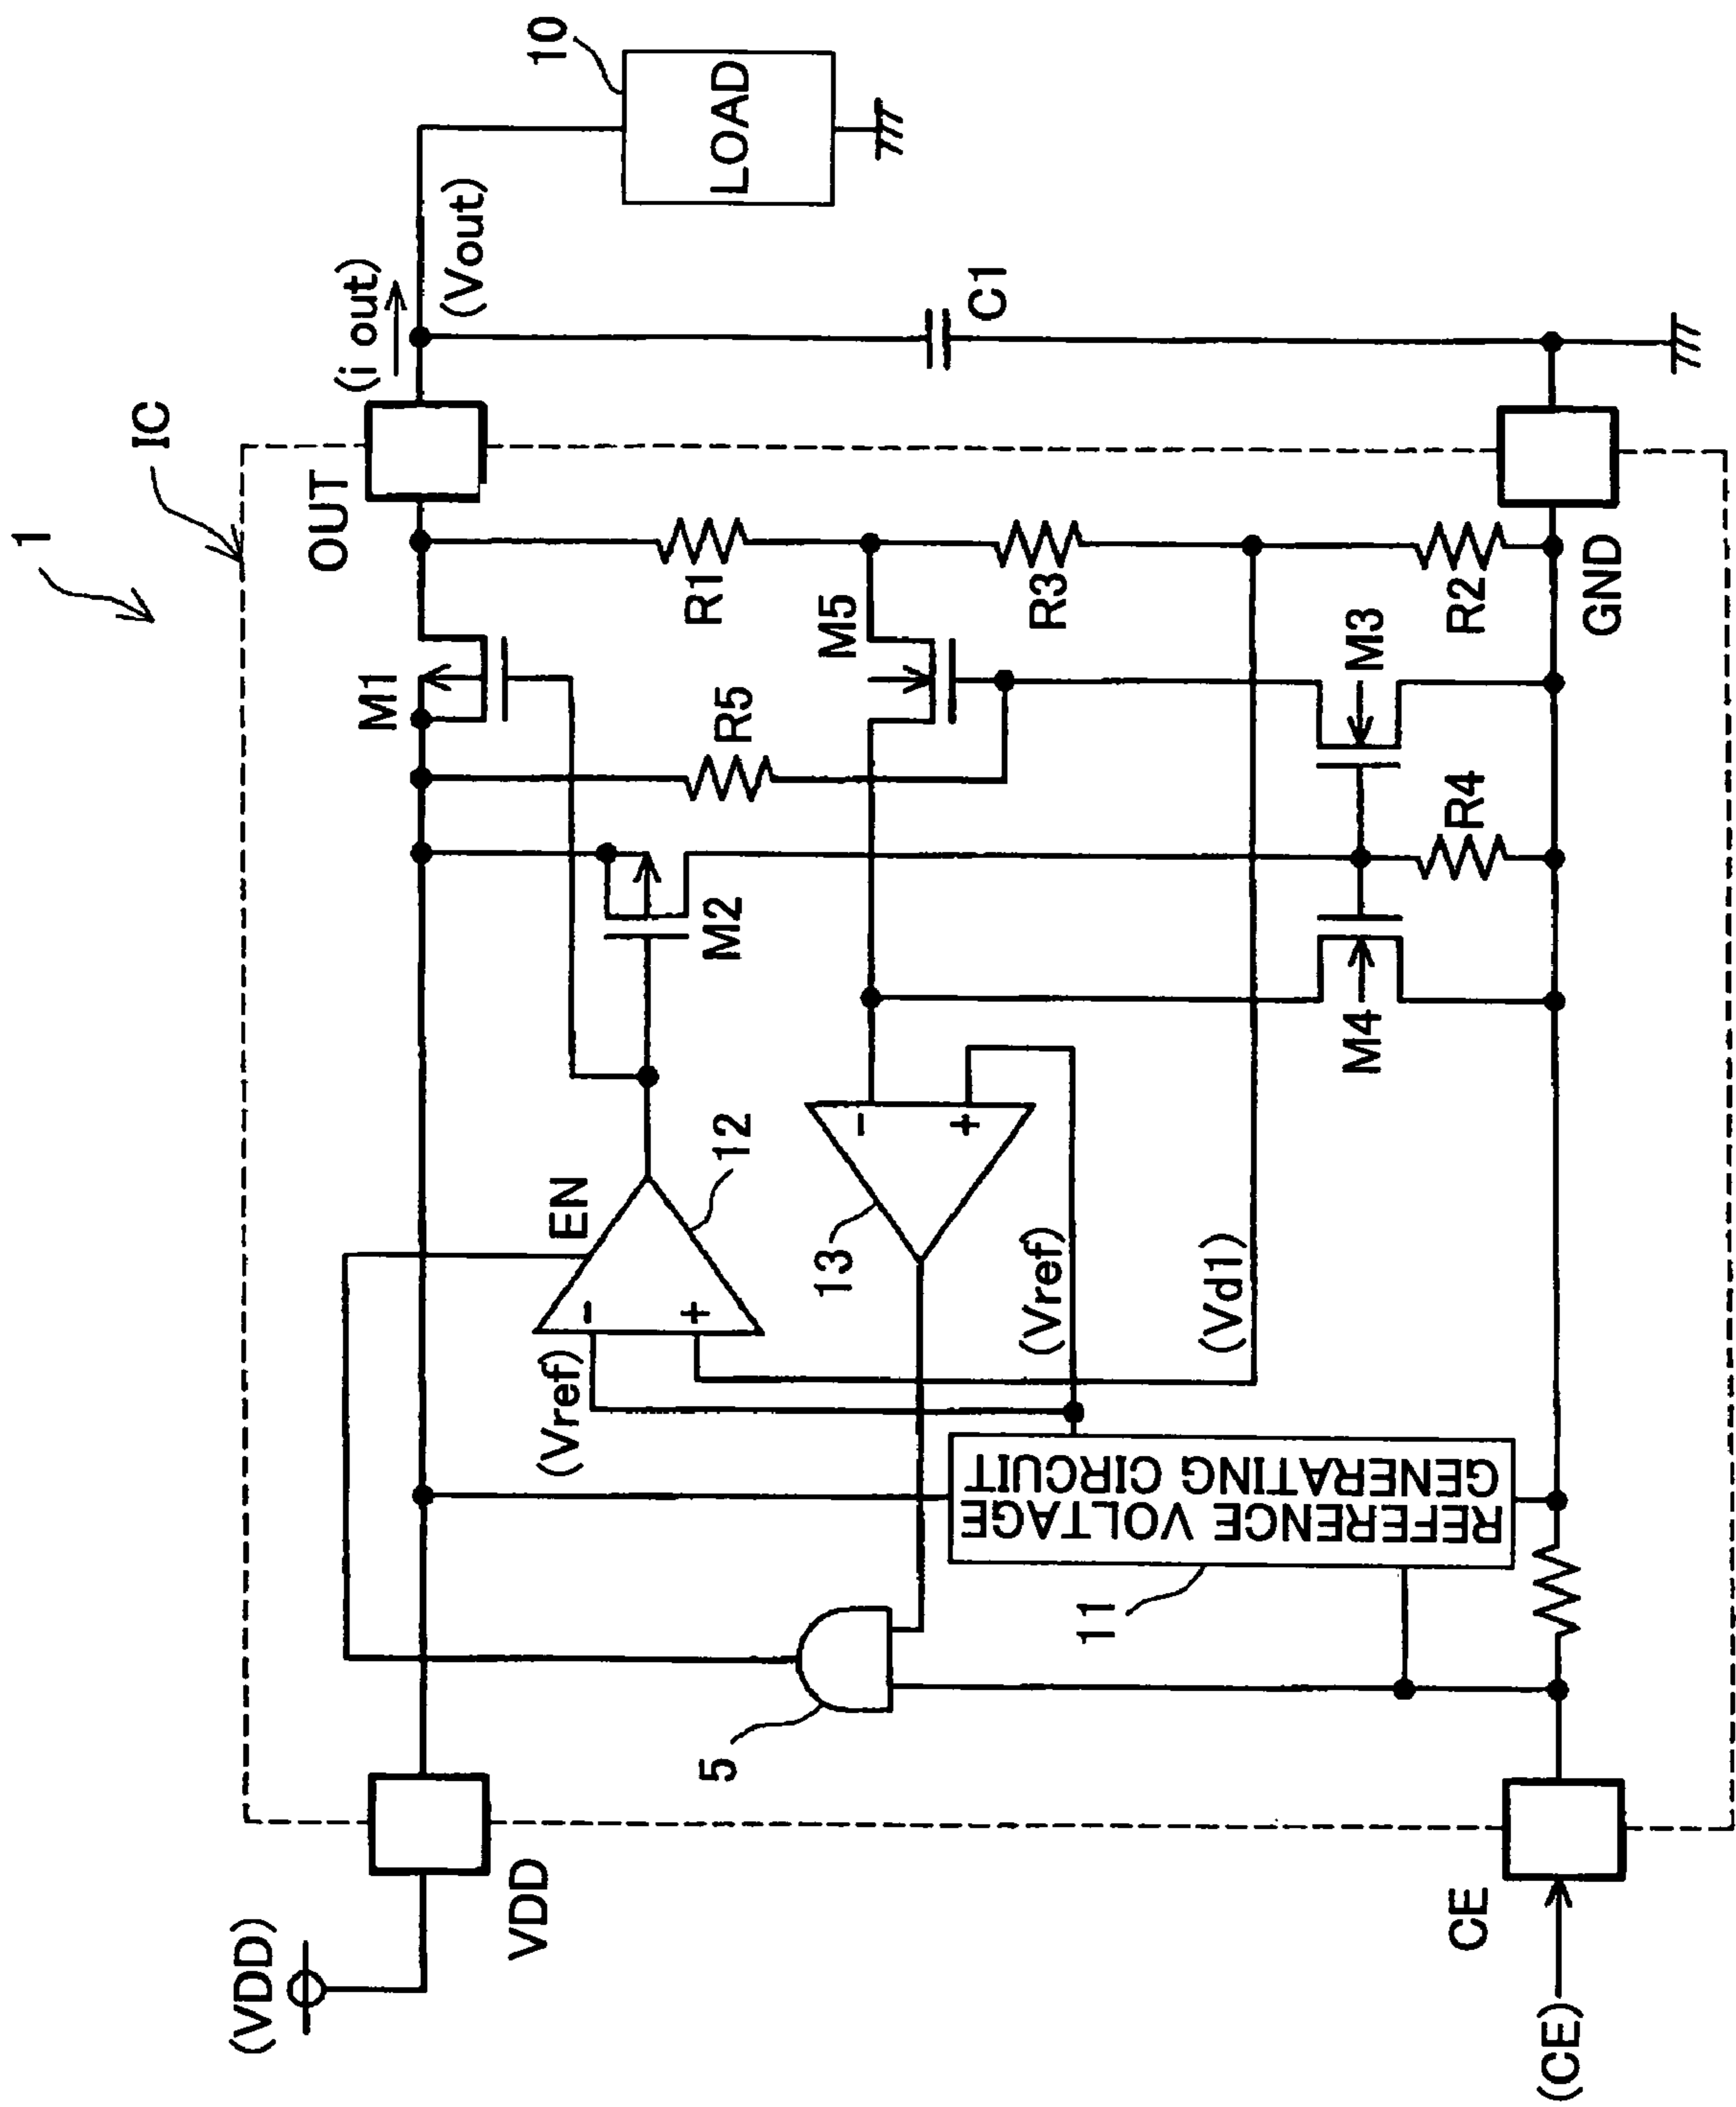 1
IC
(VDD)
VDD
OUT
(i out)
(Vout)
10
LOAD
M1
EN
12
-
+
(Vref)
M2
R5
R1
M5
R3
C1
5
13
-
+
(Vref)
(Vd1)
11
REFERENCE VOLTAGE
GENERATING CIRCUIT
M4
R4
M3
R2
CE
(CE)
GND